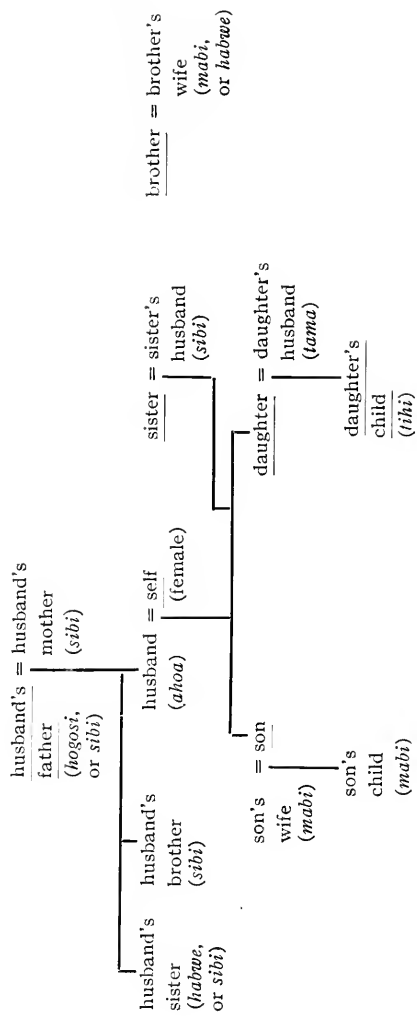 husband's = husband's
father mother
(hogosi, (sibi)
or sibi)
husband's
sister
(habwe,
or sibi)
husband's
brother
(sibi)
husband = self
(ahoa) (female)
sister = sister's
husband
(sibi)
brother = brother's
wife
(mabi,
or habwe)
son's = son
wife
(mabi)
daughter = daughter's
husband
(tama)
son's
child
(mabi)
daughter's
child
(tihi)